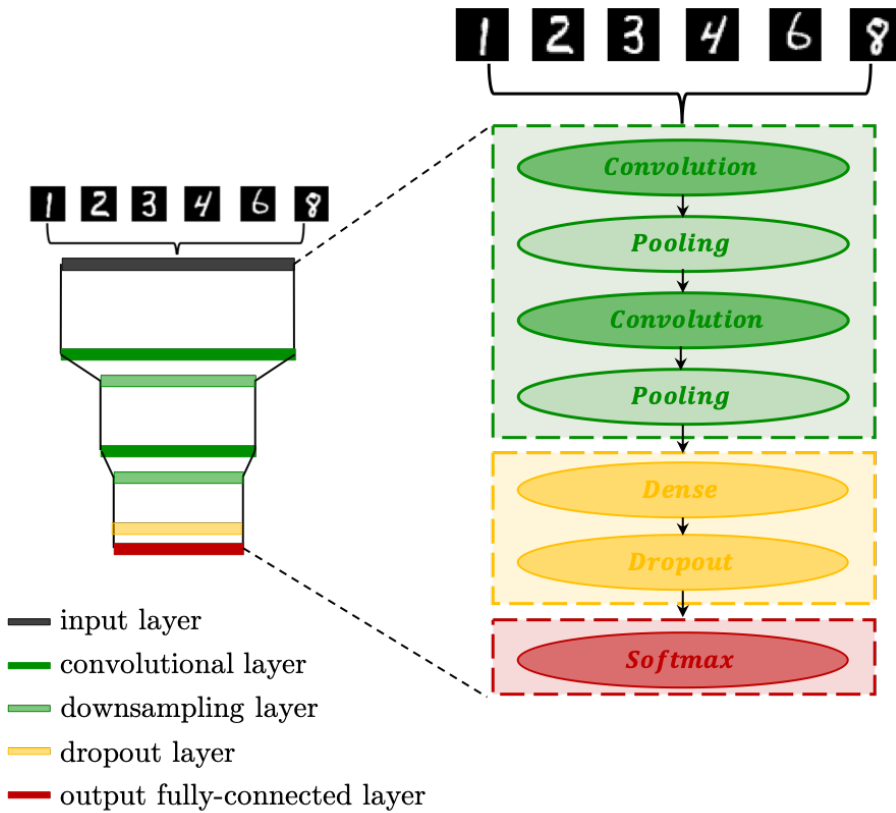 1 2 3 4 6 8
Convolution
Pooling
Convolution
Pooling
Dense
Dropout
Softmax
1 2 3 4 6 8
input layer
convolutional layer
downsampling layer
dropout layer
output fully-connected layer